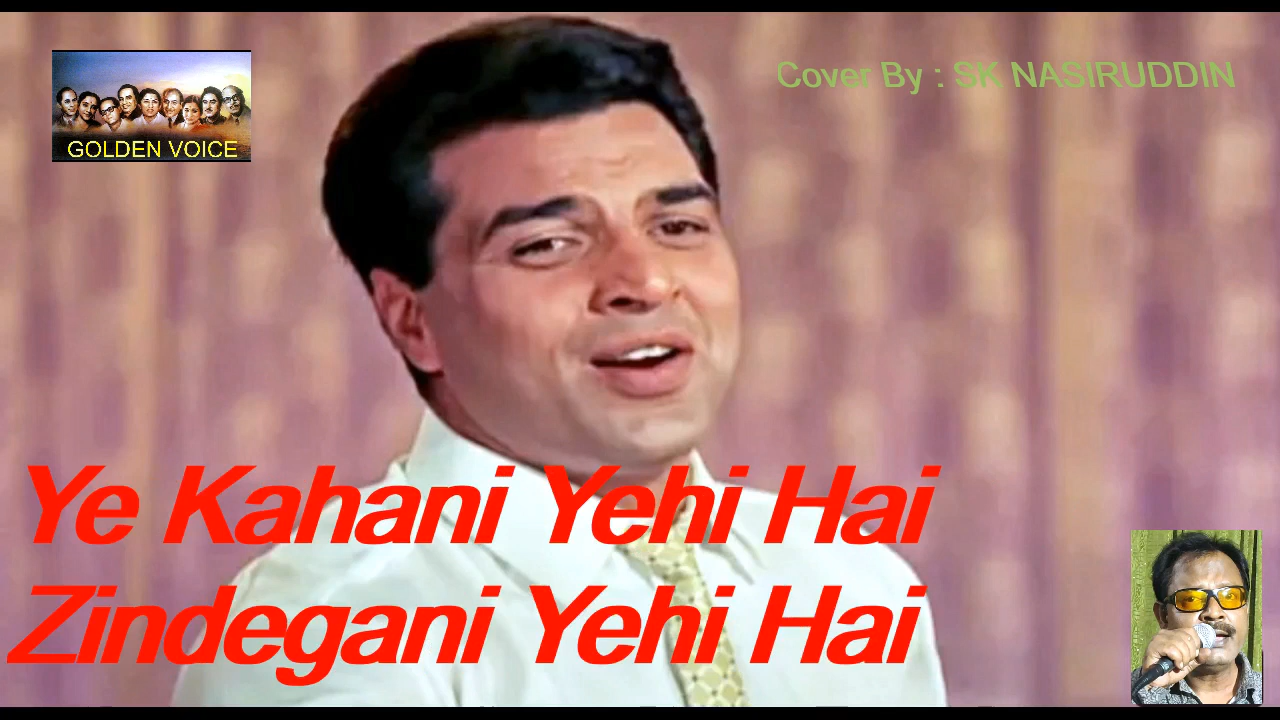 Cover By : SK NASIRUDDIN
GOLDEN VOICE
Ye Kahani Yehi Hai
Zindegani Yehi Hai